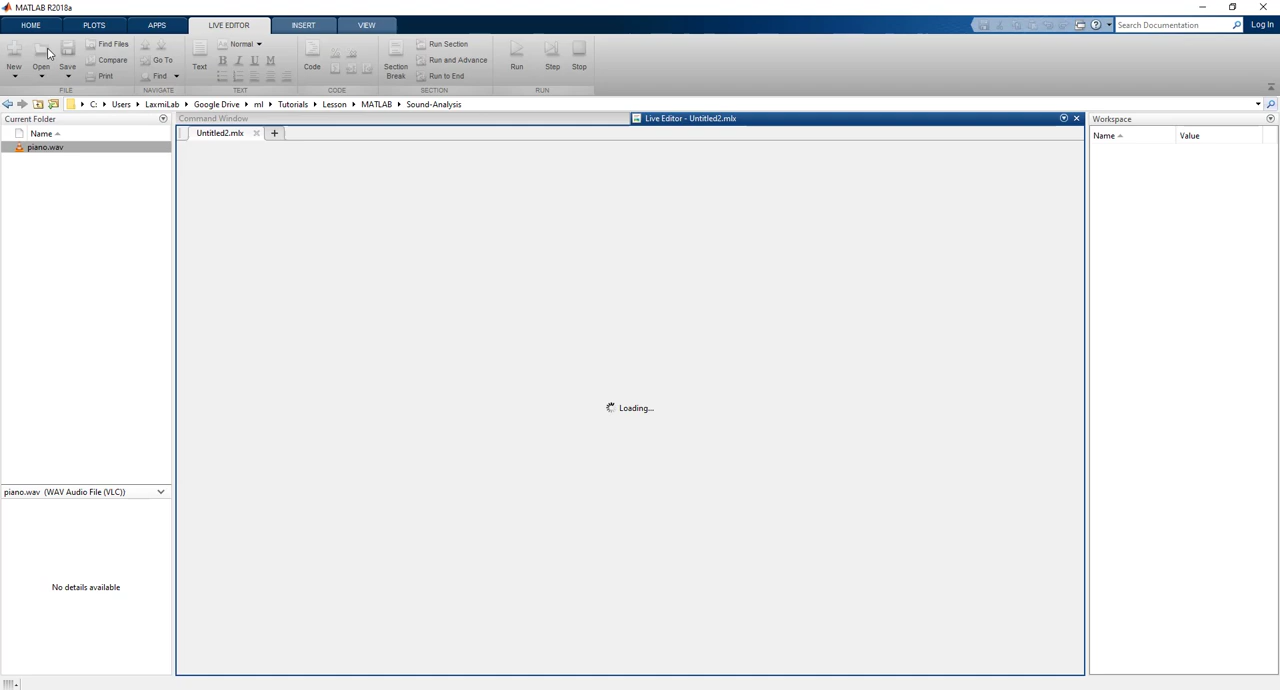 MATLAB R2018a
HOME PLOTS APPS LIVE EDITOR INSERT VIEW
Search Documentation Log In
New Open Save
Find Files
Compare
Print
Go To
Find
Text
Normal
B I U M
Code
Section Break
Run Section
Run and Advance
Run to End
Run Step Stop
FILE NAVIGATE TEXT CODE SECTION RUN
C: Users LaxmiLab Google Drive ml Tutorials Lesson MATLAB Sound-Analysis
Current Folder
Name
piano.wav
piano.wav (WAV Audio File (VLC))
No details available
Command Window
Live Editor - Untitled2.mlx
Untitled2.mlx
Loading...
Workspace
Name Value